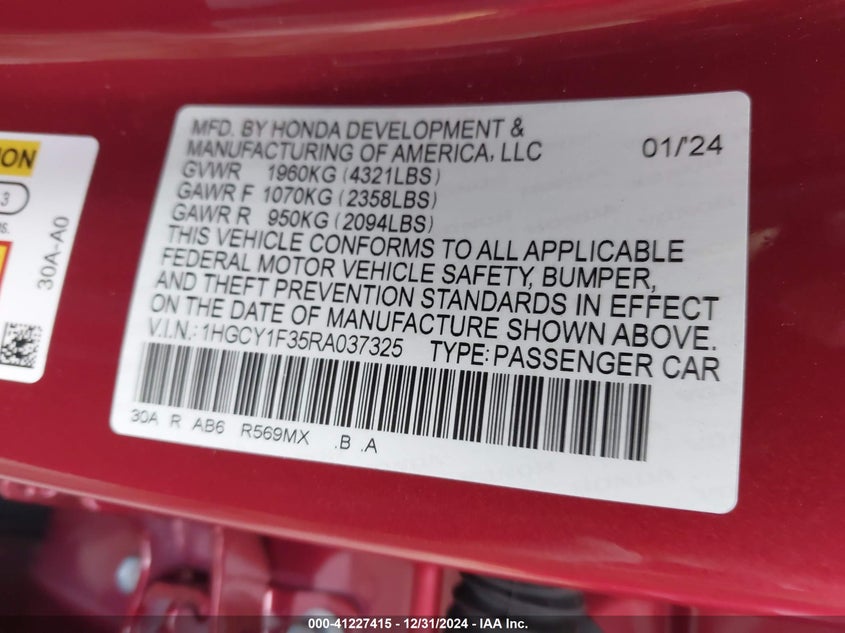 ION
3
ns.
30A-A0
MFD. BY HONDA DEVELOPMENT &
MANUFACTURING OF AMERICA, LLC 01/'24
GVWR 1960KG (4321LBS)
GAWR F 1070KG (2358LBS)
GAWR R 950KG (2094LBS)
THIS VEHICLE CONFORMS TO ALL APPLICABLE
FEDERAL MOTOR VEHICLE SAFETY, BUMPER,
AND THEFT PREVENTION STANDARDS IN EFFECT
ON THE DATE OF MANUFACTURE SHOWN ABOVE.
V.I.N.: 1HGCY1F35RA037325 TYPE: PASSENGER CAR
30A R AB6 R569MX .B .A
000-41227415 - 12/31/2024 - IAA Inc.